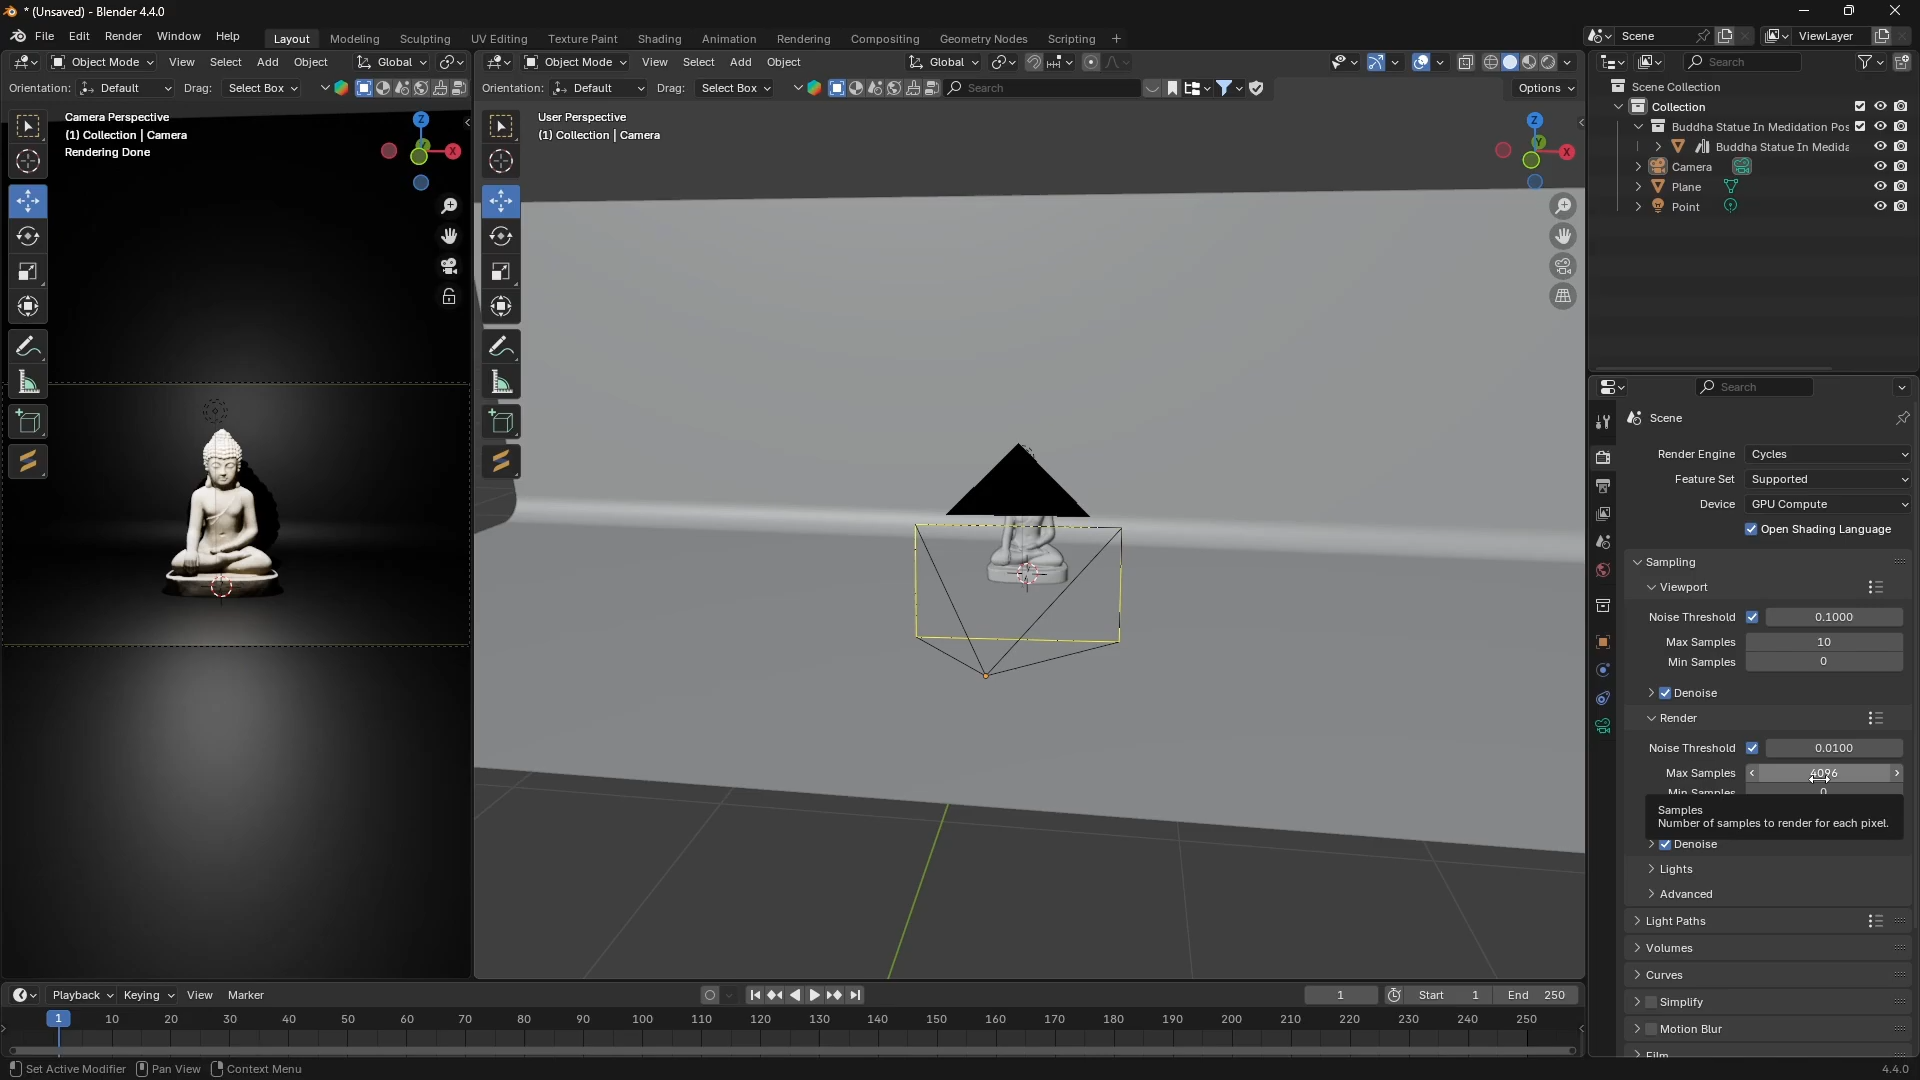 * (Unsaved) - Blender 4.4.0
File Edit Render Window Help Layout Modeling Sculpting UV Editing Texture Paint Shading Animation Rendering Compositing Geometry Nodes Scripting + Scene ViewLayer
Object Mode View Select Add Object Global
Object Mode View Select Add Object Global
Search
Orientation: Default Drag: Select Box
Orientation: Default Drag: Select Box Search Options
Camera Perspective
(1) Collection | Camera
Rendering Done
Z
Y
X
User Perspective
(1) Collection | Camera
Z
Y
X
Scene Collection
Collection
Buddha Statue In Medidation Pos
Buddha Statue In Medida
Camera
Plane
Point
Search
Scene
Render Engine Cycles
Feature Set Supported
Device GPU Compute
Open Shading Language
Sampling
Viewport
Noise Threshold 0.1000
Max Samples 10
Min Samples 0
Denoise
Render
Noise Threshold 0.0100
Max Samples 4096
Min Samples 0
Samples
Number of samples to render for each pixel.
Denoise
Lights
Advanced
Light Paths
Volumes
Curves
Simplify
Motion Blur
Film
Playback Keying View Marker 1 Start 1 End 250
1 10 20 30 40 50 60 70 80 90 100 110 120 130 140 150 160 170 180 190 200 210 220 230 240 250
Set Active Modifier Pan View Context Menu 4.4.0